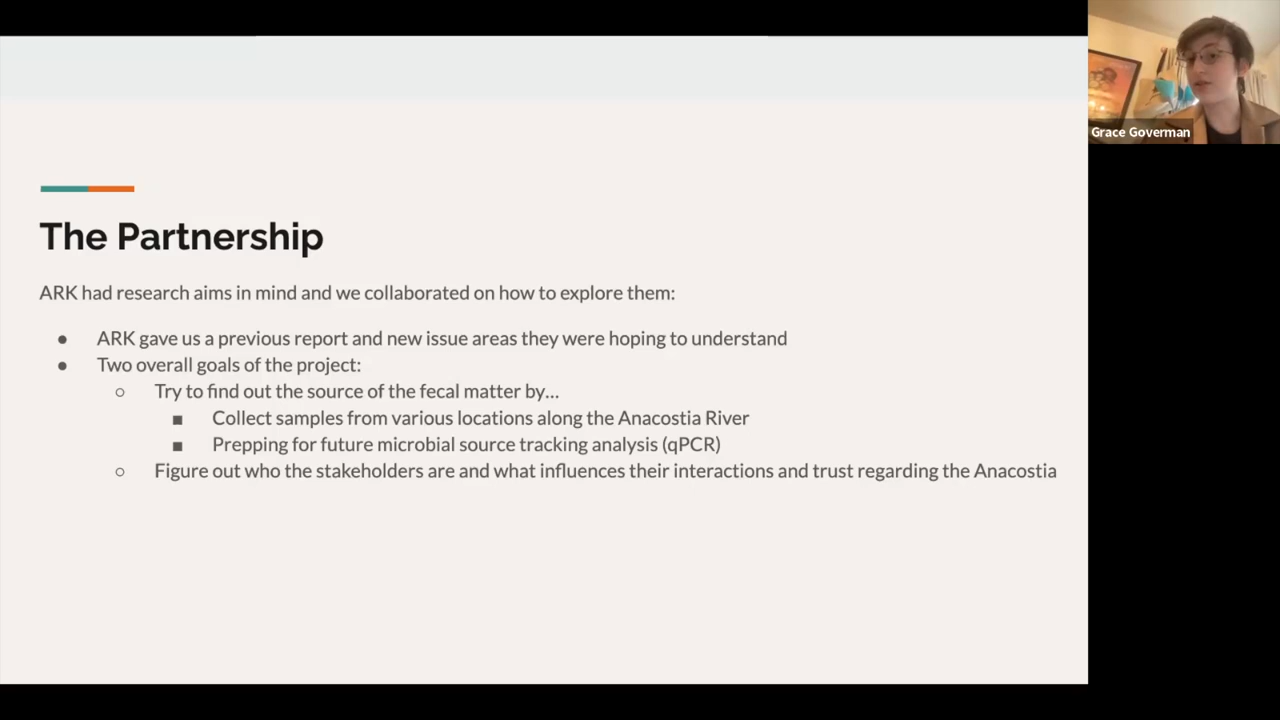 Grace Goverman
The Partnership
ARK had research aims in mind and we collaborated on how to explore them:
● ARK gave us a previous report and new issue areas they were hoping to understand
● Two overall goals of the project:
○ Try to find out the source of the fecal matter by...
■ Collect samples from various locations along the Anacostia River
■ Prepping for future microbial source tracking analysis (qPCR)
○ Figure out who the stakeholders are and what influences their interactions and trust regarding the Anacostia